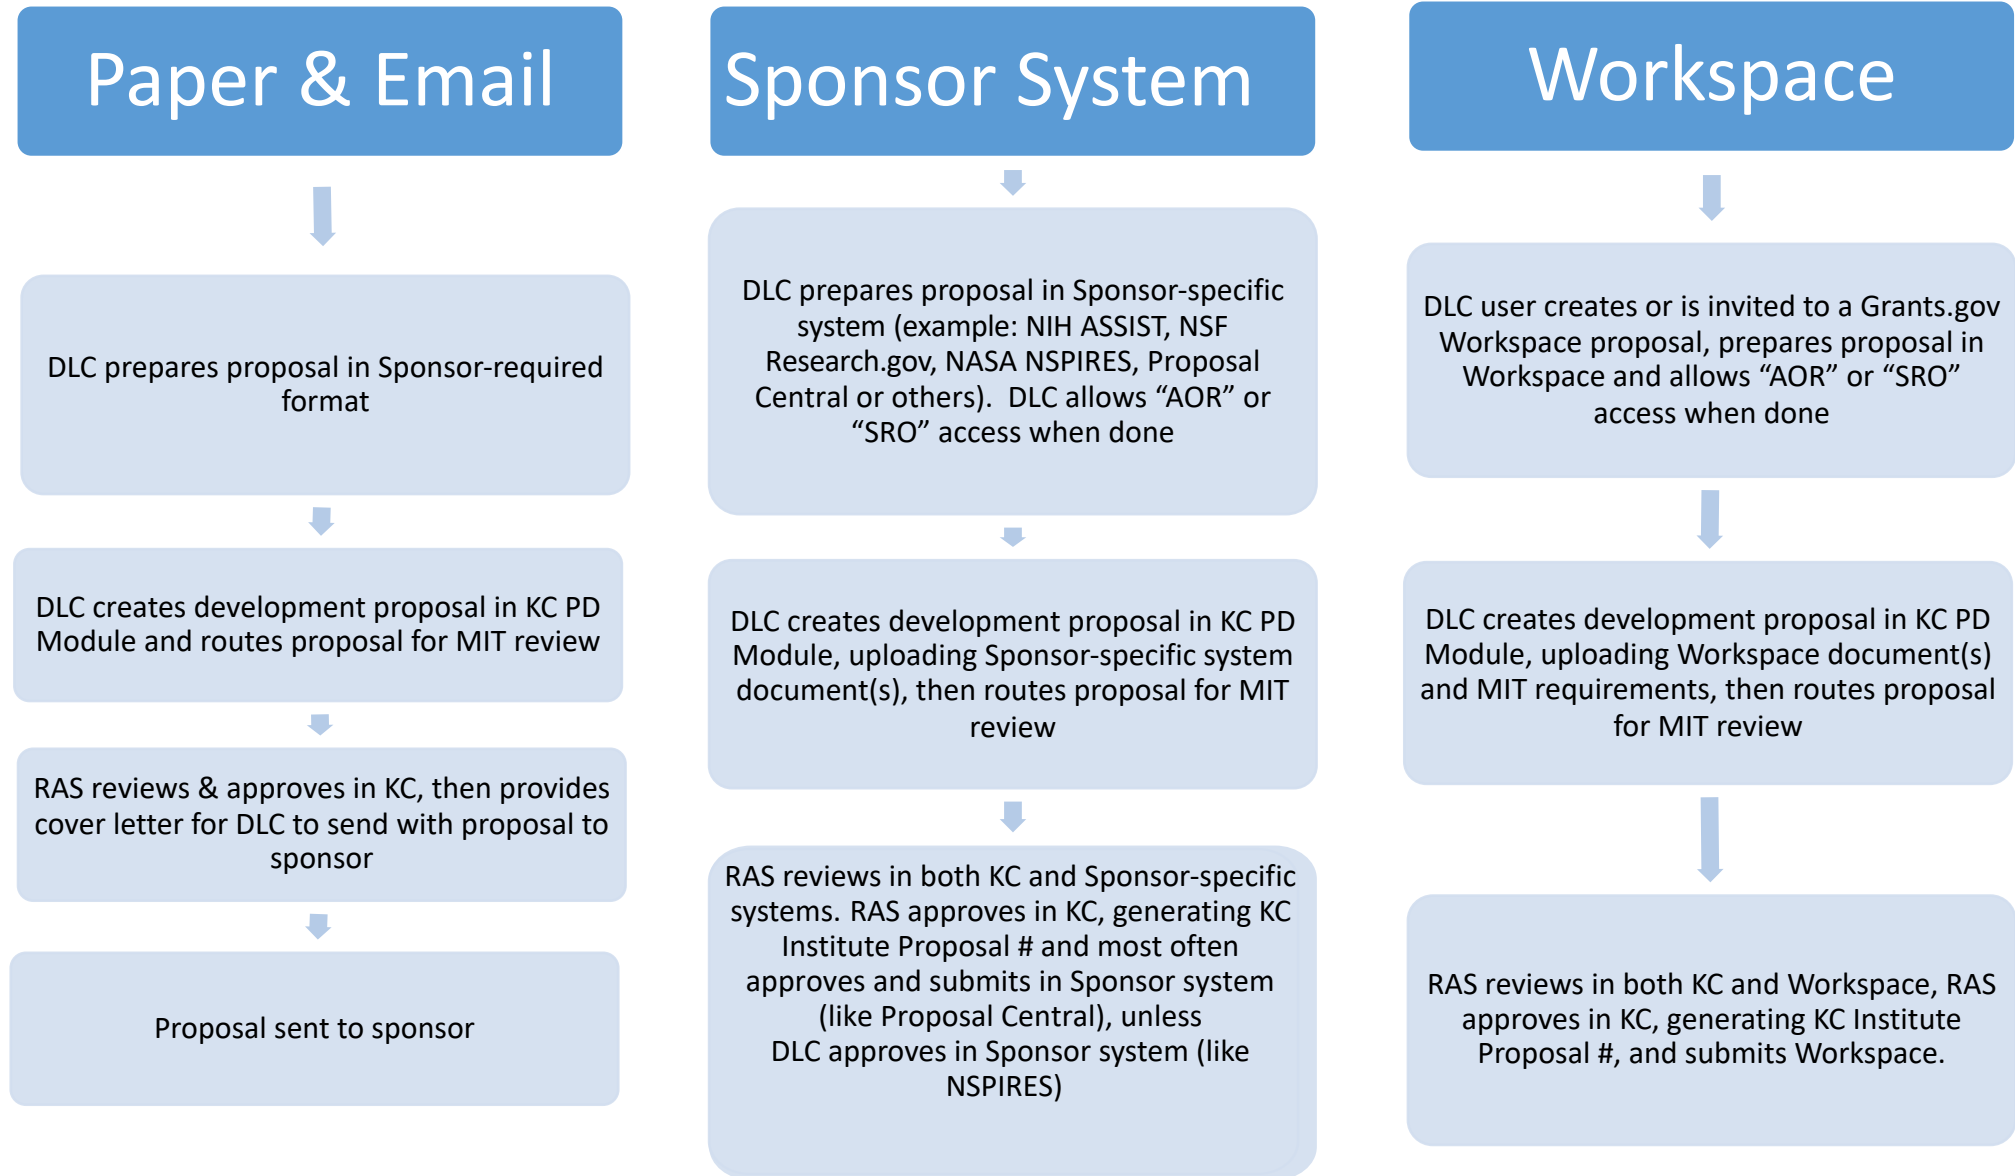 Paper & Email
DLC prepares proposal in Sponsor-required
format
DLC creates development proposal in KC PD
Module and routes proposal for MIT review
RAS reviews & approves in KC, then provides
cover letter for DLC to send with proposal to
sponsor
Proposal sent to sponsor
Sponsor System
DLC prepares proposal in Sponsor-specific
system (example: NIH ASSIST, NSF
Research.gov, NASA NSPIRES, Proposal
Central or others).  DLC allows “AOR” or
“SRO” access when done
DLC creates development proposal in KC PD
Module, uploading Sponsor-specific system
document(s), then routes proposal for MIT
review
RAS reviews in both KC and Sponsor-specific
systems. RAS approves in KC, generating KC
Institute Proposal # and most often
approves and submits in Sponsor system
(like Proposal Central), unless
DLC approves in Sponsor system (like
NSPIRES)
Workspace
DLC user creates or is invited to a Grants.gov
Workspace proposal, prepares proposal in
Workspace and allows “AOR” or “SRO”
access when done
DLC creates development proposal in KC PD
Module, uploading Workspace document(s)
and MIT requirements, then routes proposal
for MIT review
RAS reviews in both KC and Workspace, RAS
approves in KC, generating KC Institute
Proposal #, and submits Workspace.